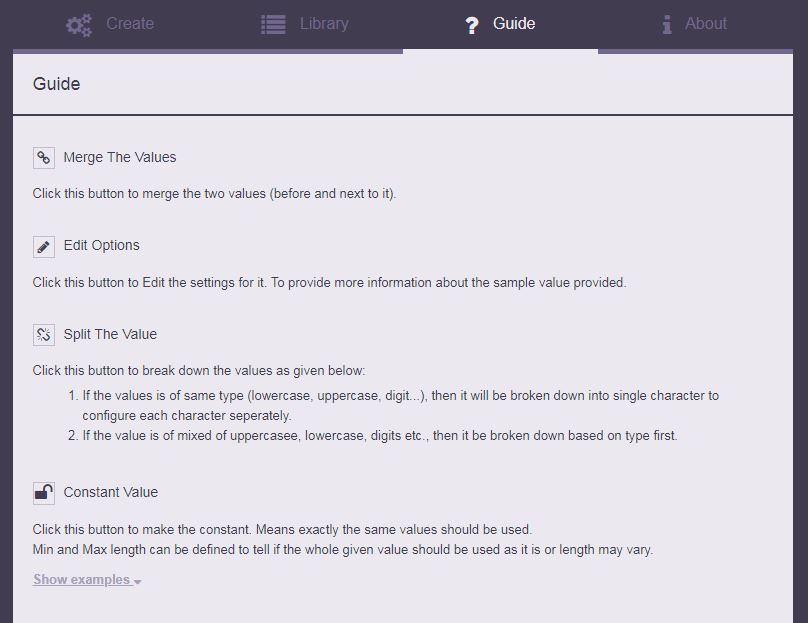 Create Library Guide About
Guide
Merge The Values
Click this button to merge the two values (before and next to it).
Edit Options
Click this button to Edit the settings for it. To provide more information about the sample value provided.
Split The Value
Click this button to break down the values as given below:
1. If the values is of same type (lowercase, uppercase, digit...), then it will be broken down into single character to
configure each character seperately.
2. If the value is of mixed of uppercasee, lowercase, digits etc., then it be broken down based on type first.
Constant Value
Click this button to make the constant. Means exactly the same values should be used.
Min and Max length can be defined to tell if the whole given value should be used as it is or length may vary.
Show examples